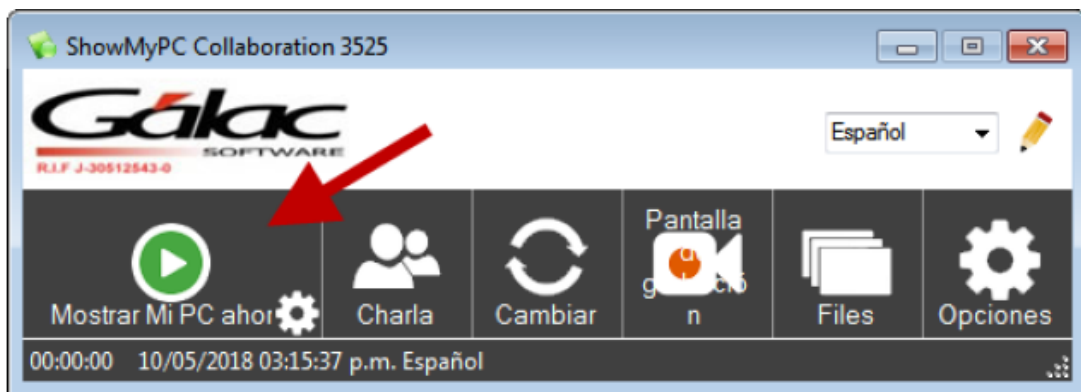 ShowMyPC Collaboration 3525
Gálac
SOFTWARE
R.I.F J-30512543-0
Español
Mostrar Mi PC ahor
Charla
Cambiar
Pantalla
de
n
Files
Opciones
00:00:00 10/05/2018 03:15:37 p.m. Español